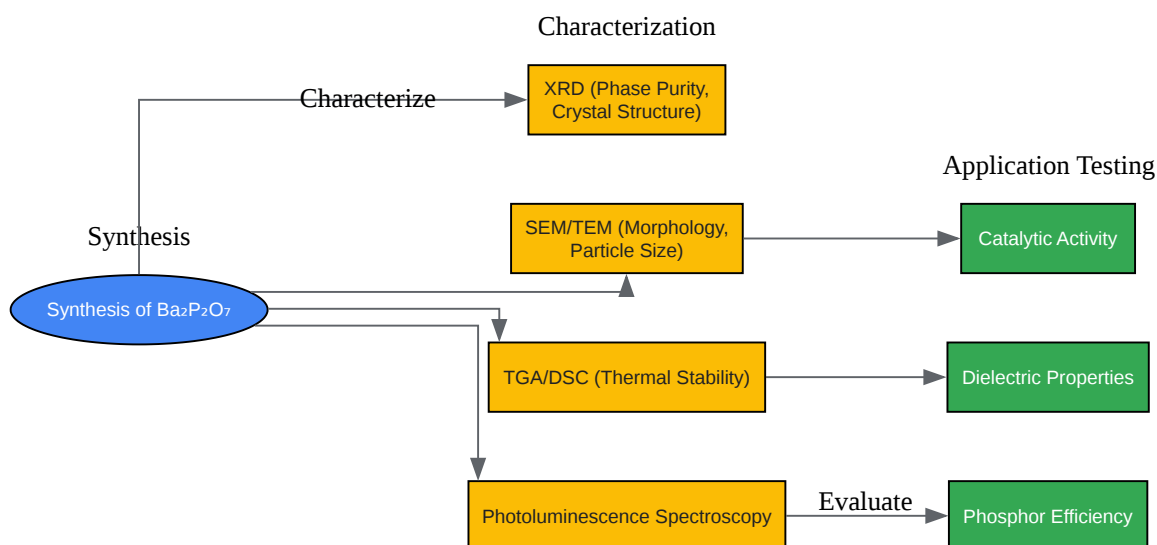 Characterization
XRD (Phase Purity,
Crystal Structure)
Characterize
Application Testing
SEM/TEM (Morphology,
Particle Size)
Catalytic Activity
Synthesis
Synthesis of Ba₂P₂O₇
TGA/DSC (Thermal Stability)
Dielectric Properties
Photoluminescence Spectroscopy
Evaluate
Phosphor Efficiency